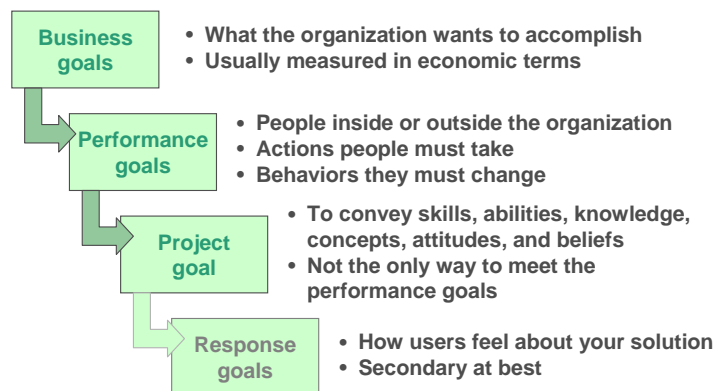 Business
goals
• What the organization wants to accomplish
• Usually measured in economic terms
Performance
goals
• People inside or outside the organization
• Actions people must take
• Behaviors they must change
Project
goal
• To convey skills, abilities, knowledge,
concepts, attitudes, and beliefs
• Not the only way to meet the
performance goals
Response
goals
• How users feel about your solution
• Secondary at best